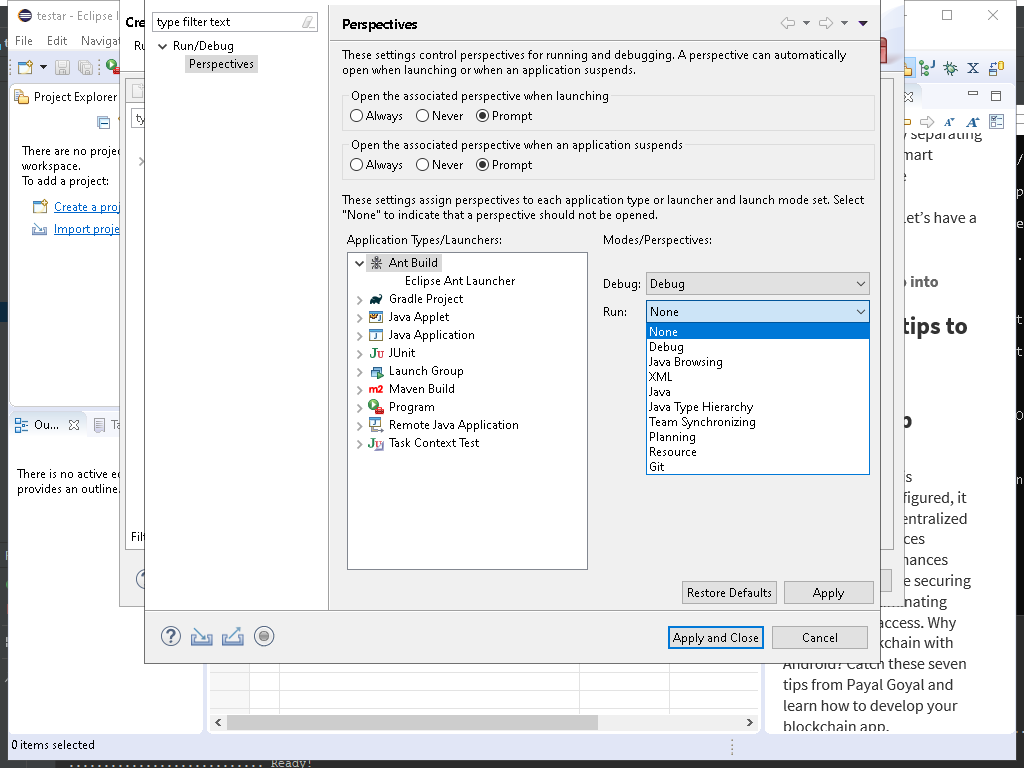 testar - Eclipse I
File Edit Navigat
Project Explorer
There are no proje
workspace.
To add a project:
Create a proj
Import proje
Ou...
Ta
There is no active ed
provides an outline.
0 items selected
Cre
Ru
ty
Filt
type filter text
Run/Debug
Perspectives
Perspectives
These settings control perspectives for running and debugging. A perspective can automatically
open when launching or when an application suspends.
Open the associated perspective when launching
Always Never Prompt
Open the associated perspective when an application suspends
Always Never Prompt
These settings assign perspectives to each application type or launcher and launch mode set. Select
"None" to indicate that a perspective should not be opened.
Application Types/Launchers:
Ant Build
Eclipse Ant Launcher
Gradle Project
Java Applet
Java Application
Ju JUnit
Launch Group
m2 Maven Build
Program
Remote Java Application
Task Context Test
Modes/Perspectives:
Debug: Debug
Run: None
None
Debug
Java Browsing
XML
Java
Java Type Hierarchy
Team Synchronizing
Planning
Resource
Git
Restore Defaults Apply
Apply and Close Cancel
separating
mart
e
Let's have a
into
tips to
p
s
figured, it
entralized
ces
hances
e securing
minating
access. Why
kchain with
Android? Catch these seven
tips from Payal Goyal and
learn how to develop your
blockchain app.
Ready!